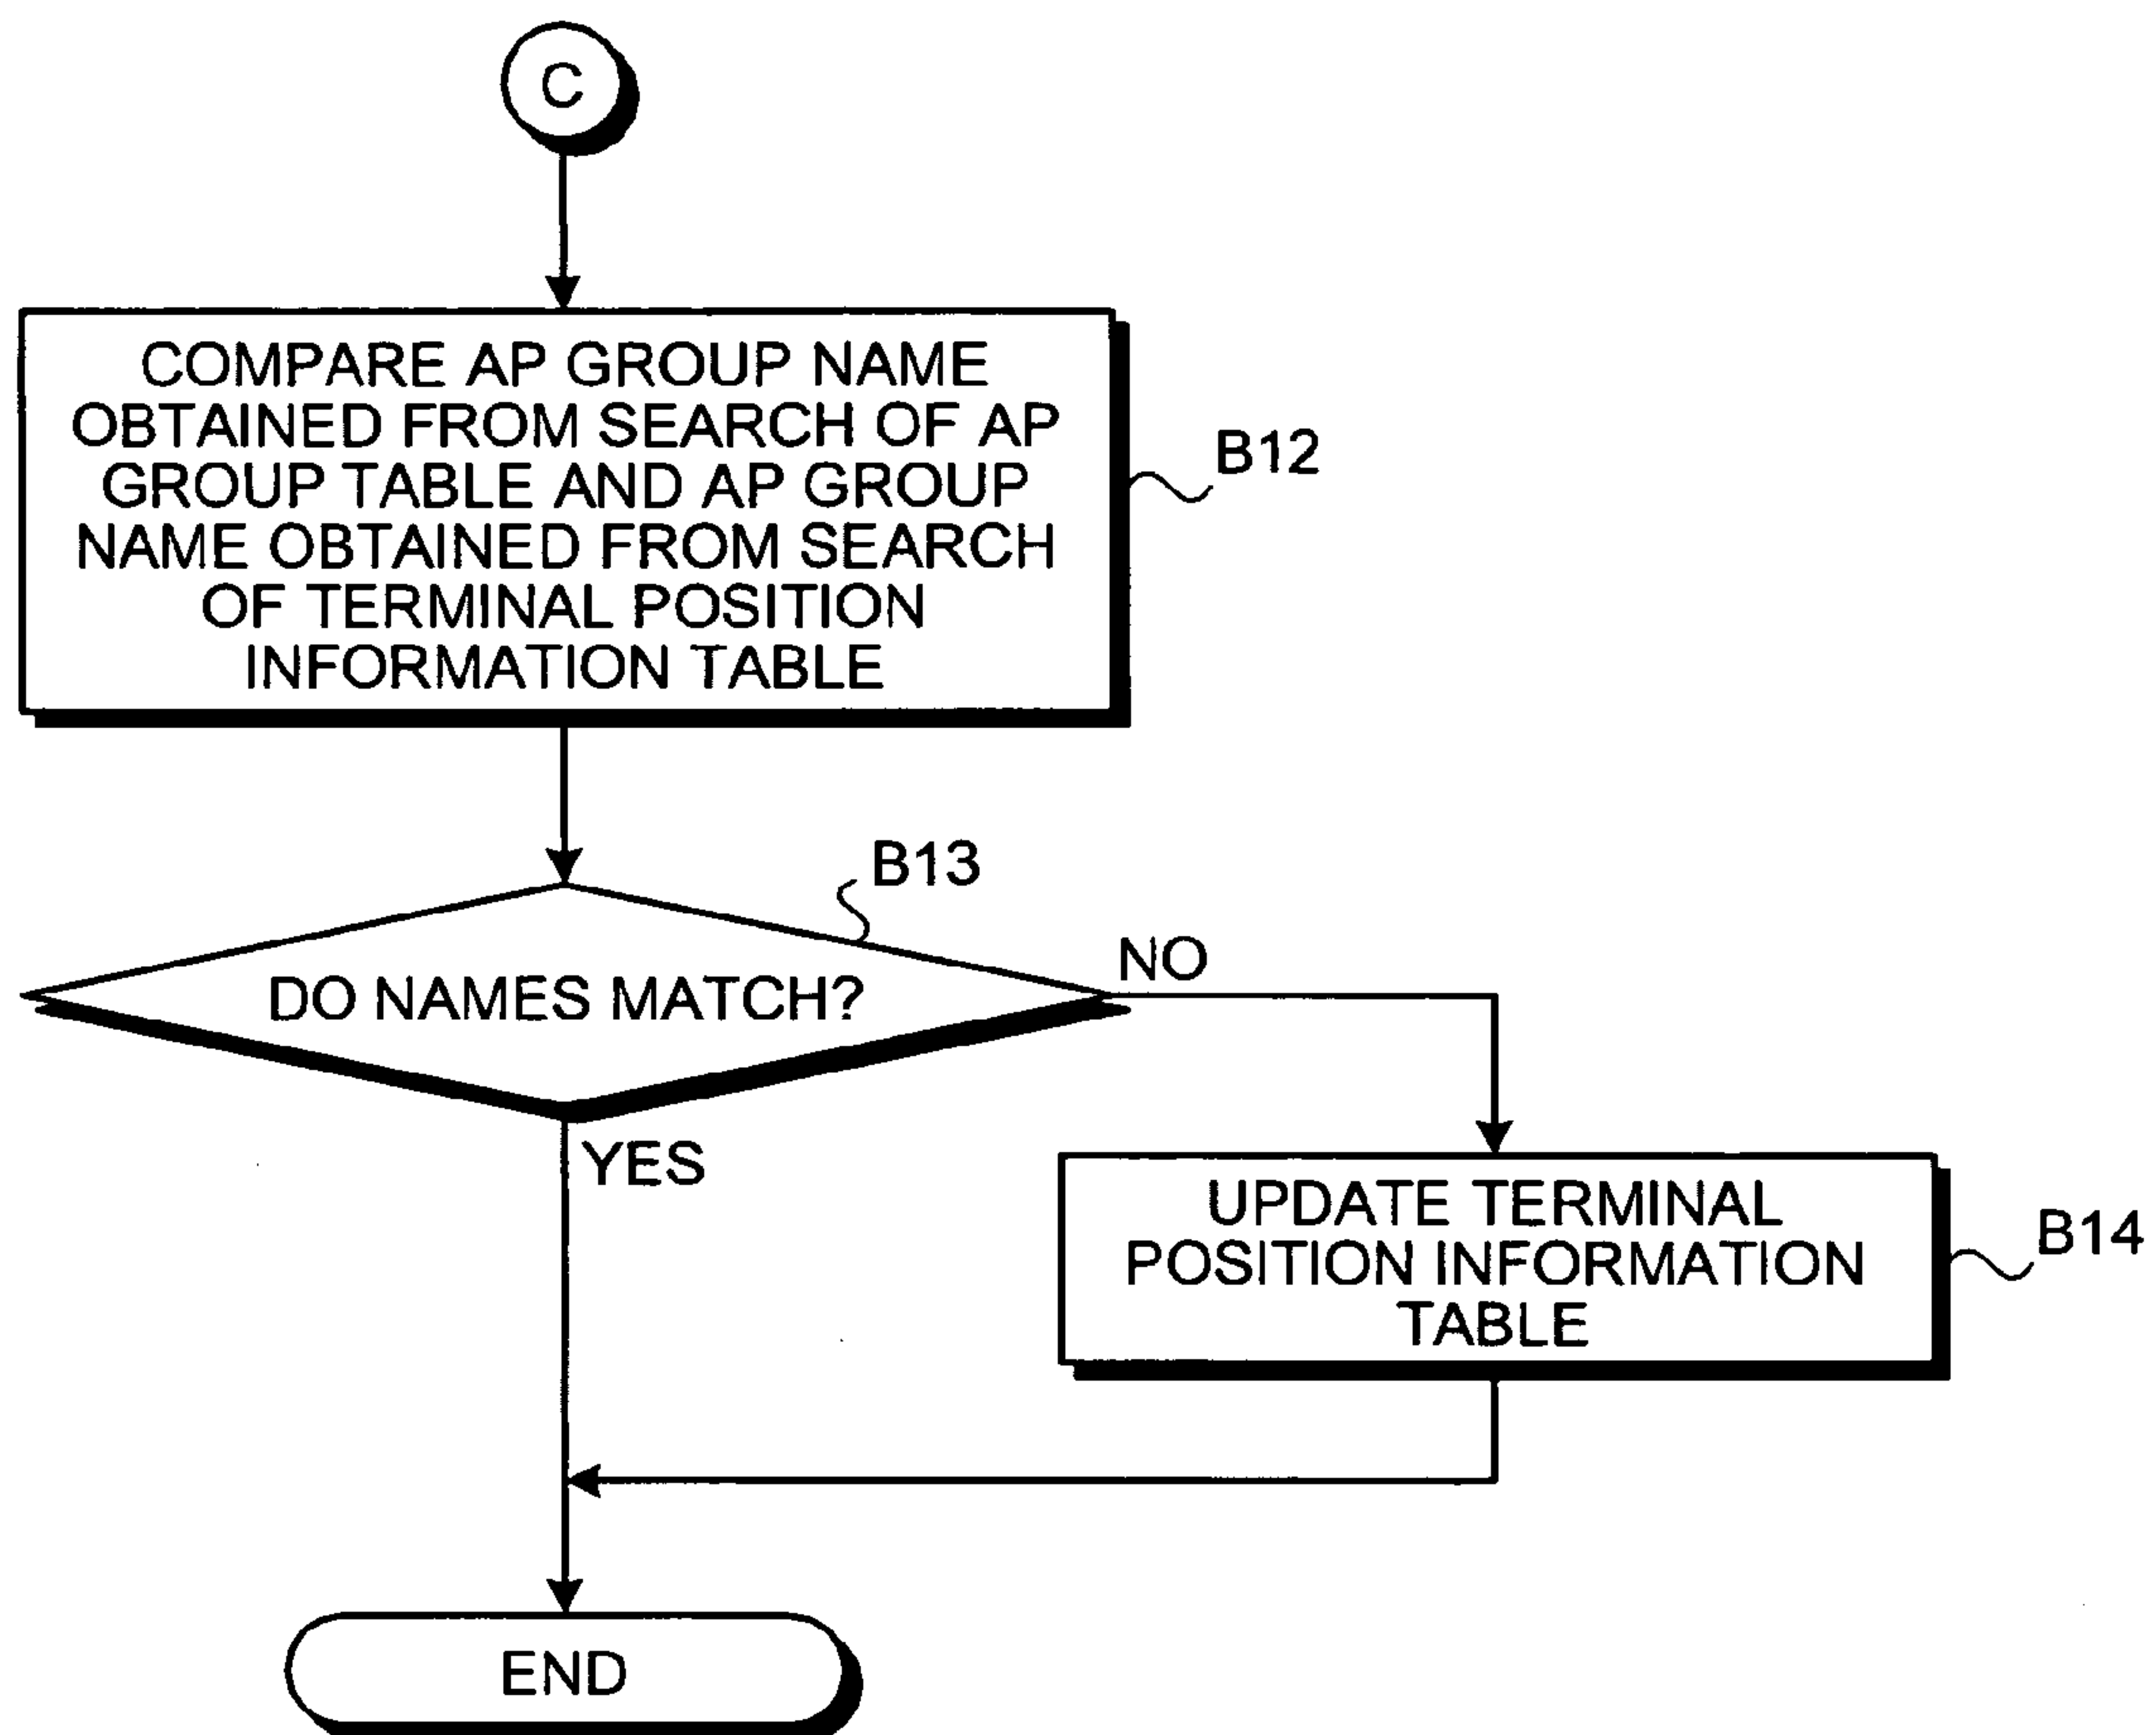 C
COMPARE AP GROUP NAME
OBTAINED FROM SEARCH OF AP
GROUP TABLE AND AP GROUP
NAME OBTAINED FROM SEARCH
OF TERMINAL POSITION
INFORMATION TABLE
B12
B13
DO NAMES MATCH?
NO
YES
UPDATE TERMINAL
POSITION INFORMATION
TABLE
B14
END